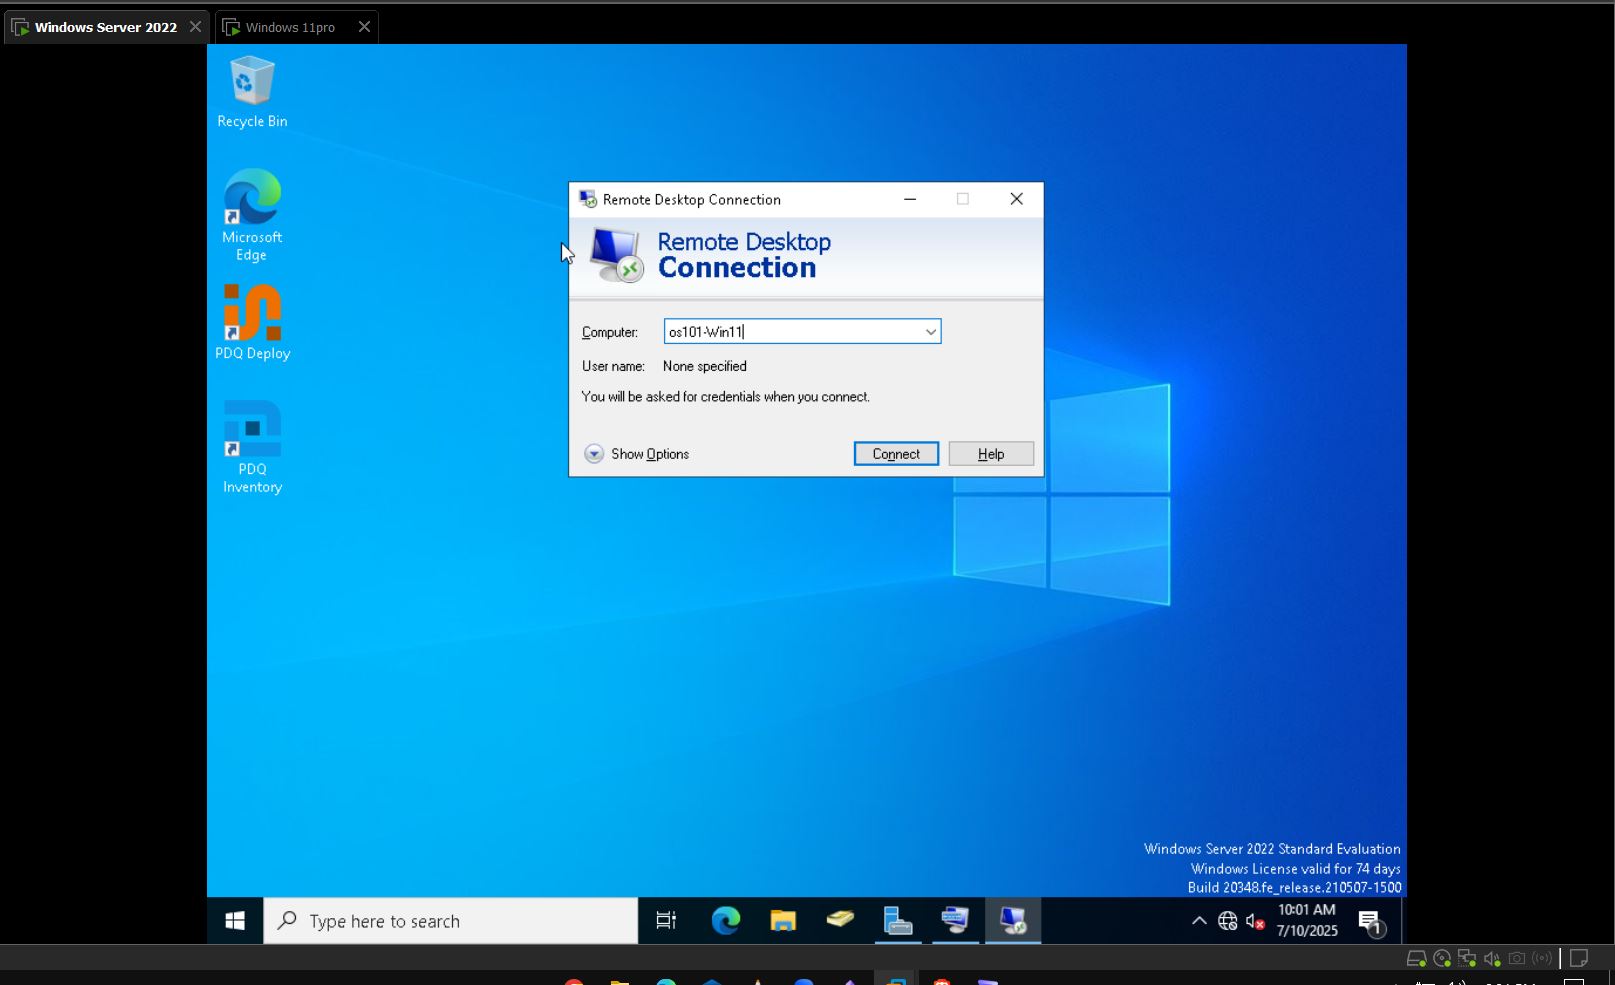 Windows Server 2022
Windows 11pro
Recycle Bin
Microsoft
Edge
PDQ Deploy
PDQ
Inventory
Remote Desktop Connection
Remote Desktop
Connection
Computer:
os101-Win11
User name:
None specified
You will be asked for credentials when you connect.
Show Options
Connect
Help
Windows Server 2022 Standard Evaluation
Windows License valid for 74 days
Build 20348.fe_release.210507-1500
Type here to search
10:01 AM
7/10/2025
1